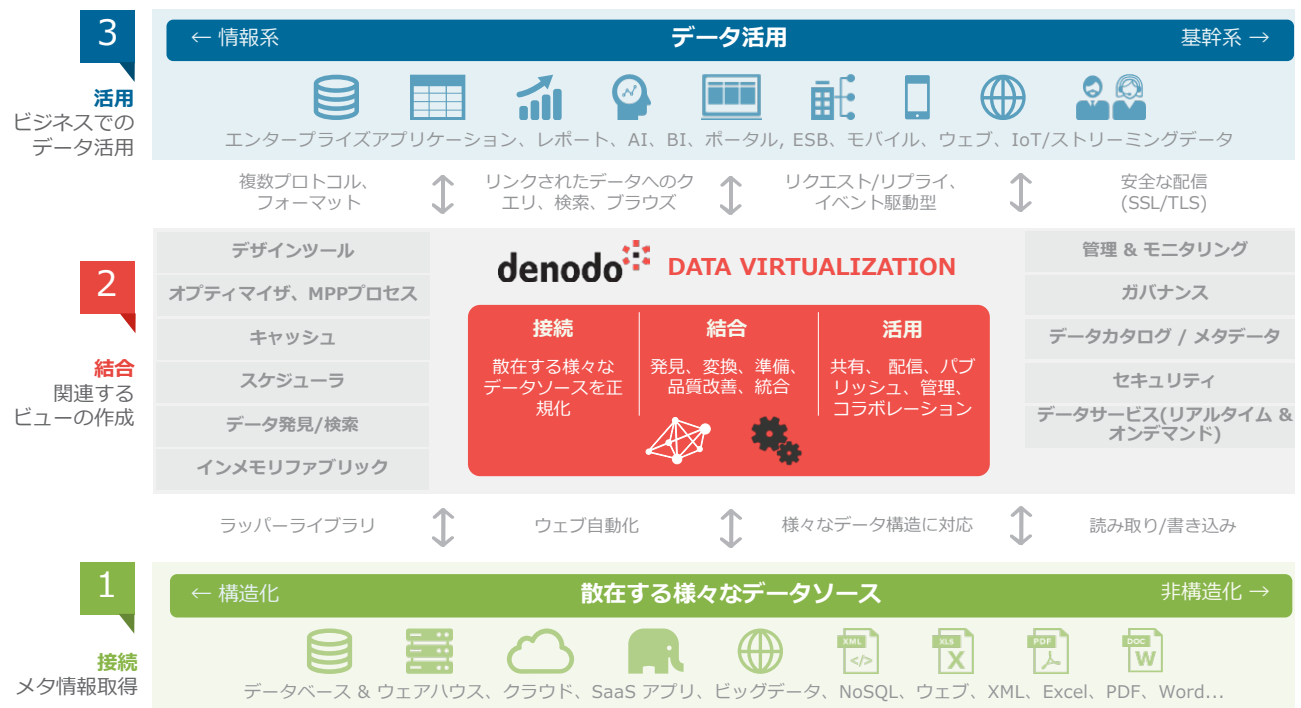 3
活用
ビジネスでの
データ活用
← 情報系
データ活用
基幹系 →
エンタープライズアプリケーション、レポート、AI、BI、ポータル, ESB、モバイル、ウェブ、IoT/ストリーミングデータ
複数プロトコル、
フォーマット
リンクされたデータへのク
エリ、検索、ブラウズ
リクエスト/リプライ、
イベント駆動型
安全な配信
(SSL/TLS)
2
結合
関連する
ビューの作成
デザインツール
オプティマイザ、MPPプロセス
キャッシュ
スケジューラ
データ発見/検索
インメモリファブリック
denodo DATA VIRTUALIZATION
接続
散在する様々な
データソースを正
規化
結合
発見、変換、準備、
品質改善、統合
活用
共有、 配信、パブ
リッシュ、管理、
コラボレーション
管理 & モニタリング
ガバナンス
データカタログ / メタデータ
セキュリティ
データサービス(リアルタイム &
オンデマンド)
ラッパーライブラリ
ウェブ自動化
様々なデータ構造に対応
読み取り/書き込み
1
接続
メタ情報取得
← 構造化
散在する様々なデータソース
非構造化 →
XML
</>
XLS
X
PDF
DOC
W
データベース & ウェアハウス、クラウド、SaaS アプリ、ビッグデータ、NoSQL、ウェブ、XML、Excel、PDF、Word...